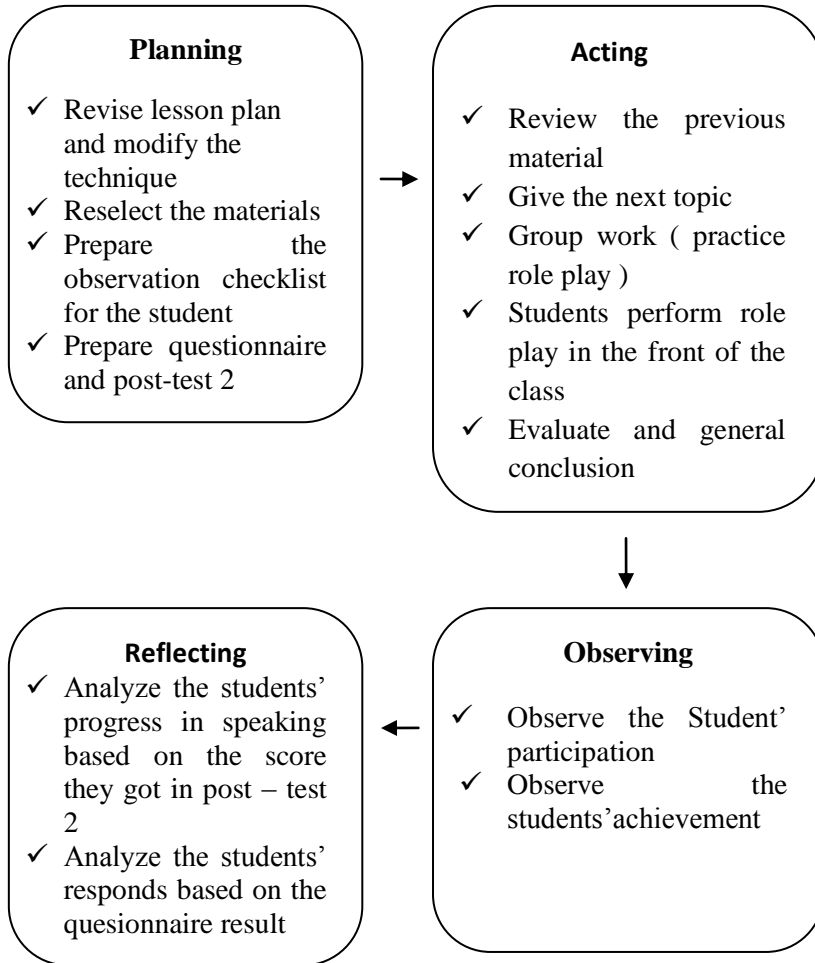 Planning
✓ Revise lesson plan
and modify the
technique
✓ Reselect the materials
✓ Prepare the
observation checklist
for the student
✓ Prepare questionnaire
and post-test 2
Acting
✓ Review the previous
material
✓ Give the next topic
✓ Group work ( practice
role play )
✓ Students perform role
play in the front of the
class
✓ Evaluate and general
conclusion
Observing
✓ Observe the Student’
participation
✓ Observe the
students’achievement
Reflecting
✓ Analyze the students’
progress in speaking
based on the score
they got in post – test
2
✓ Analyze the students’
responds based on the
quesionnaire result